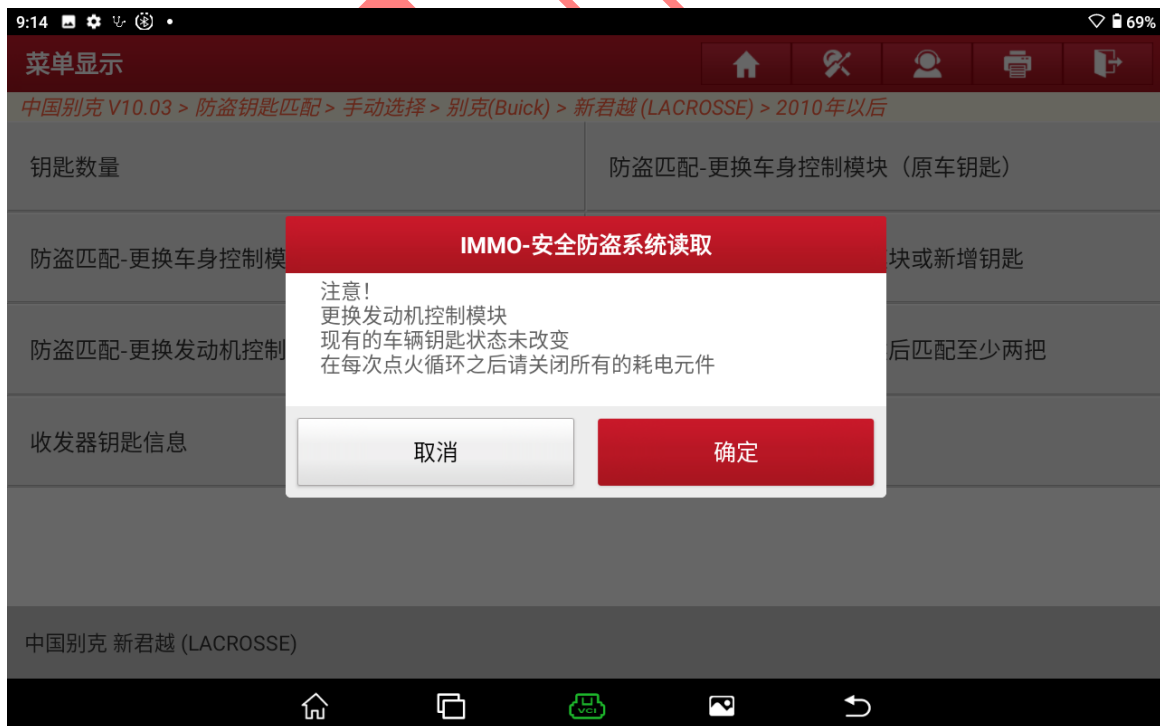 9:14
69%
菜单显示
中国别克 V10.03 > 防盗钥匙匹配 > 手动选择 > 别克(Buick) > 新君越 (LACROSSE) > 2010年以后
钥匙数量
防盗匹配-更换车身控制模块（原车钥匙）
IMMO-安全防盗系统读取
防盗匹配-更换车身控制模
块或新增钥匙
注意！
更换发动机控制模块
现有的车辆钥匙状态未改变
在每次点火循环之后请关闭所有的耗电元件
防盗匹配-更换发动机控制
后匹配至少两把
收发器钥匙信息
取消
确定
中国别克 新君越 (LACROSSE)
VCI